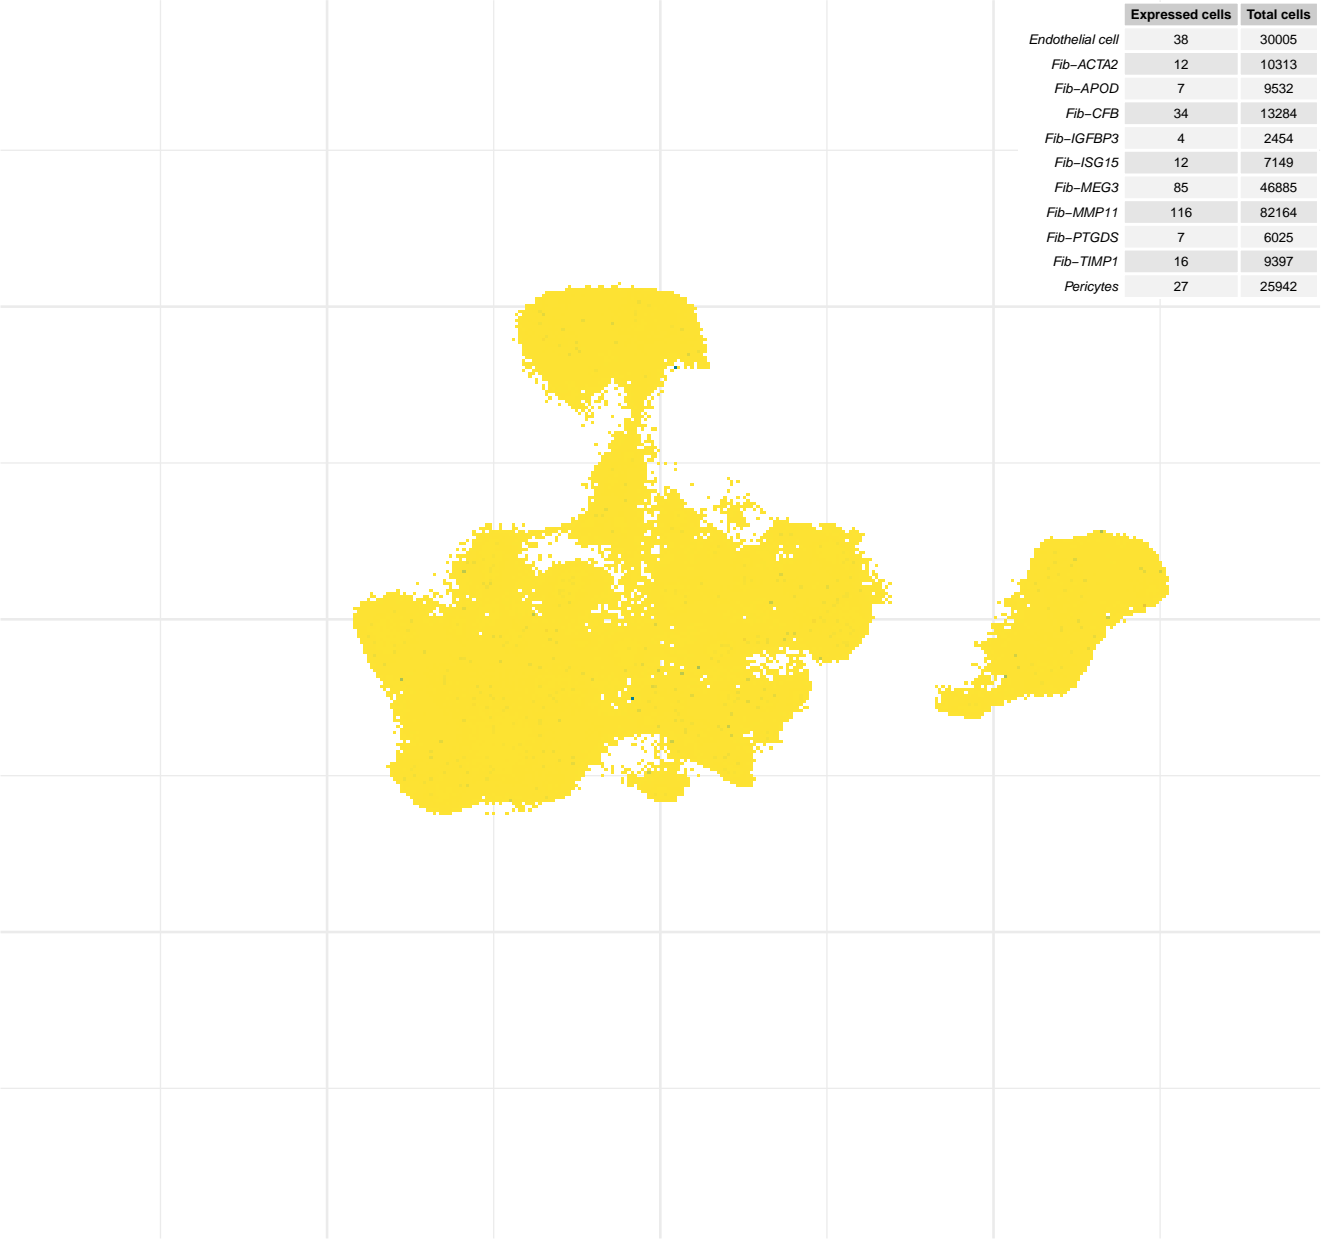 Expressed cells Total cells
Endothelial cell 38 30005
Fib−ACTA2 12 10313
Fib−APOD 7 9532
Fib−CFB 34 13284
Fib−IGFBP3 4 2454
Fib−ISG15 12 7149
Fib−MEG3 85 46885
Fib−MMP11 116 82164
Fib−PTGDS 7 6025
Fib−TIMP1 16 9397
Pericytes 27 25942